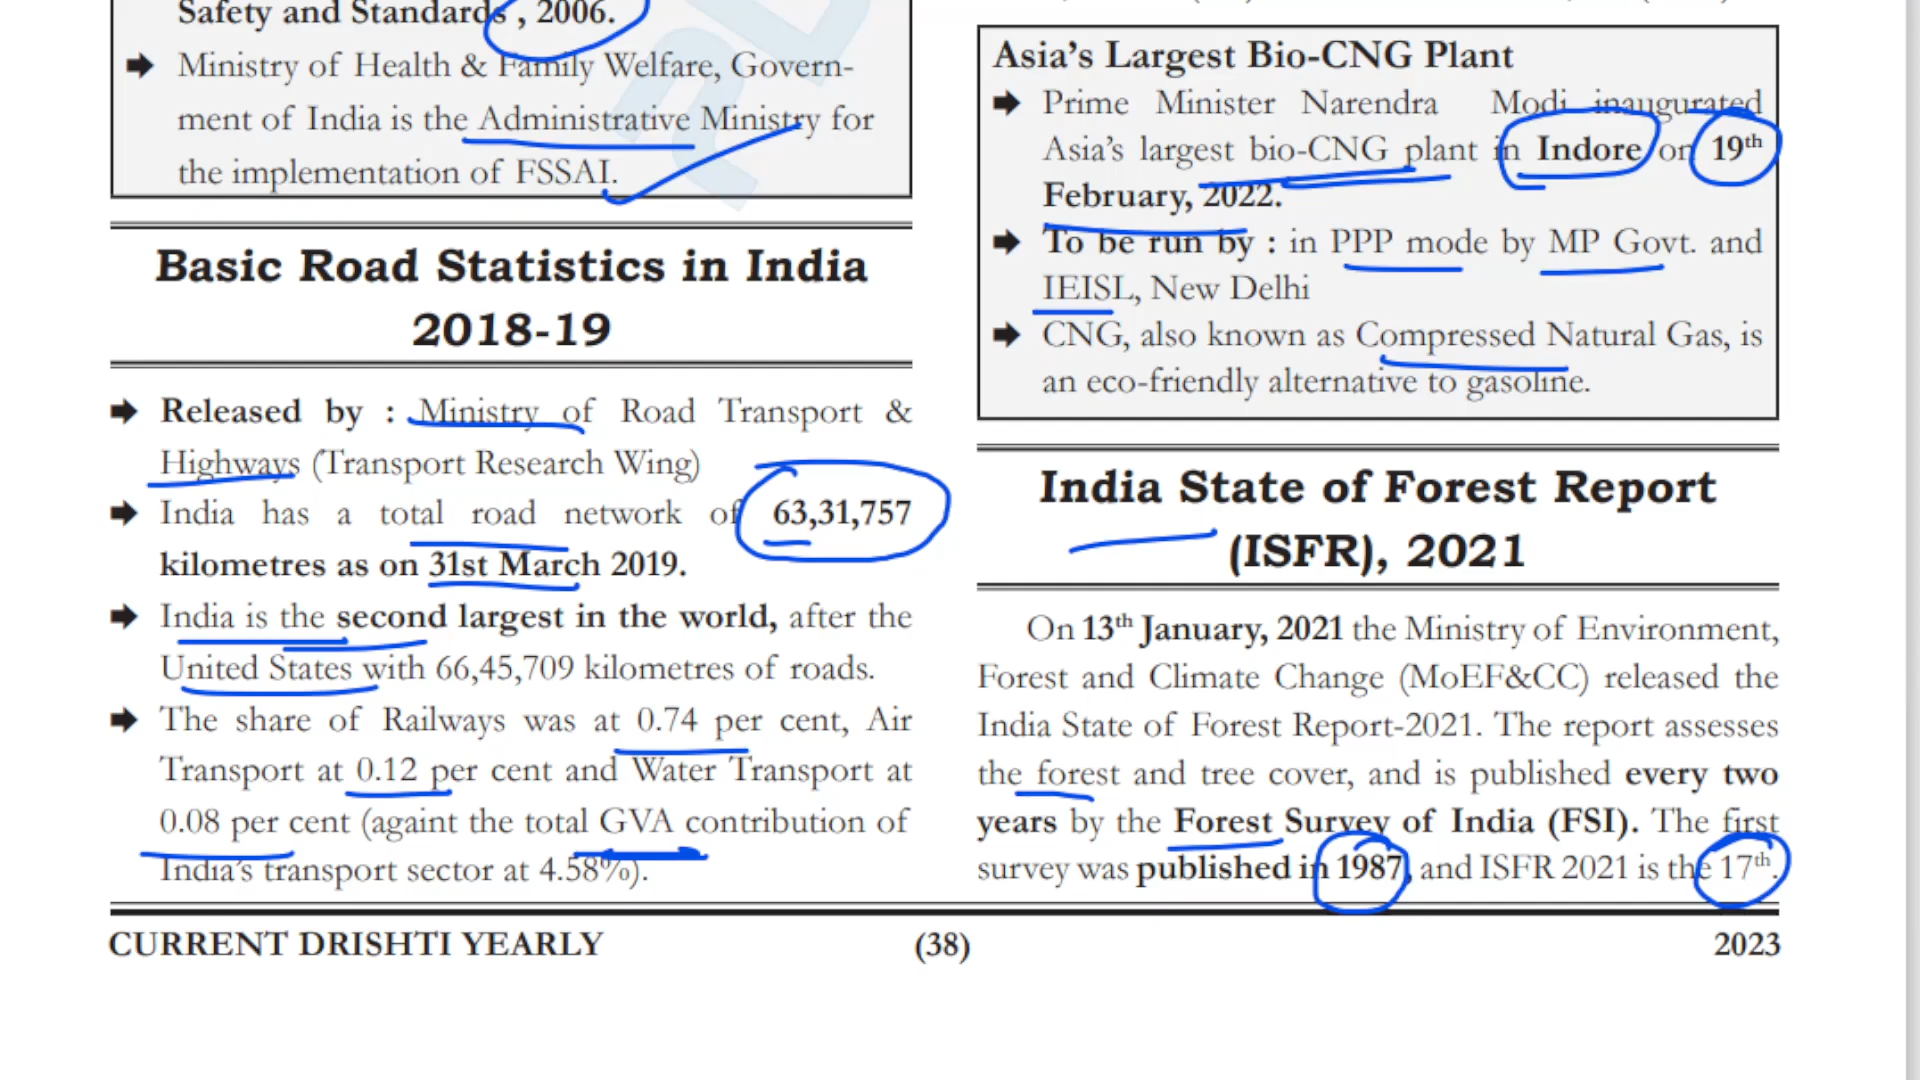 Safety and Standards , 2006.
Ministry of Health & Family Welfare, Govern-
ment of India is the Administrative Ministry for
the implementation of FSSAI.
Basic Road Statistics in India
2018-19
Released by : Ministry of Road Transport &
Highways (Transport Research Wing)
India has a total road network of 63,31,757
kilometres as on 31st March 2019.
India is the second largest in the world, after the
United States with 66,45,709 kilometres of roads.
The share of Railways was at 0.74 per cent, Air
Transport at 0.12 per cent and Water Transport at
0.08 per cent (againt the total GVA contribution of
India's transport sector at 4.58%).
Asia's Largest Bio-CNG Plant
Prime Minister Narendra Modi inaugurated
Asia's largest bio-CNG plant in Indore on 19th
February, 2022.
To be run by : in PPP mode by MP Govt. and
IEISL, New Delhi
CNG, also known as Compressed Natural Gas, is
an eco-friendly alternative to gasoline.
India State of Forest Report
(ISFR), 2021
On 13th January, 2021 the Ministry of Environment,
Forest and Climate Change (MoEF&CC) released the
India State of Forest Report-2021. The report assesses
the forest and tree cover, and is published every two
years by the Forest Survey of India (FSI). The first
survey was published in 1987, and ISFR 2021 is the 17th.
CURRENT DRISHTI YEARLY
(38)
2023